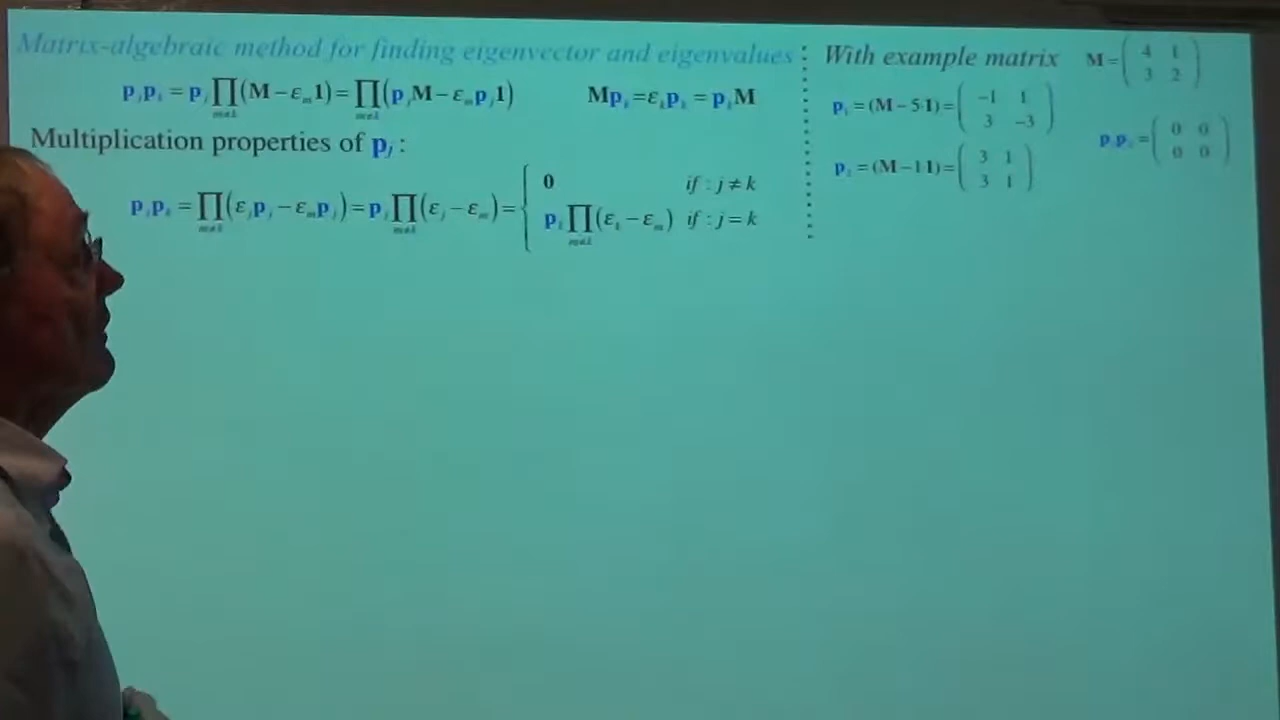 Matrix-algebraic method for finding eigenvector and eigenvalues
p_j p_k = p_j ∏_{m≠k} (M − ε_m 1) = ∏_{m≠k} (p_j M − ε_m p_j 1)    M p_k = ε_k p_k = p_k M
Multiplication properties of p_j :
p_j p_k = ∏_{m≠k} (ε_j p_j − ε_m p_j) = p_j ∏_{m≠k} (ε_j − ε_m) = { 0 if : j ≠ k
p_k ∏_{m≠k} (ε_k − ε_m) if : j = k
With example matrix M = ( 4 1
3 2 )
p_1 = (M − 5·1) = ( −1 1
3 −3 )
p_2 = (M − 1·1) = ( 3 1
3 1 )
p_1 p_2 = ( 0 0
0 0 )